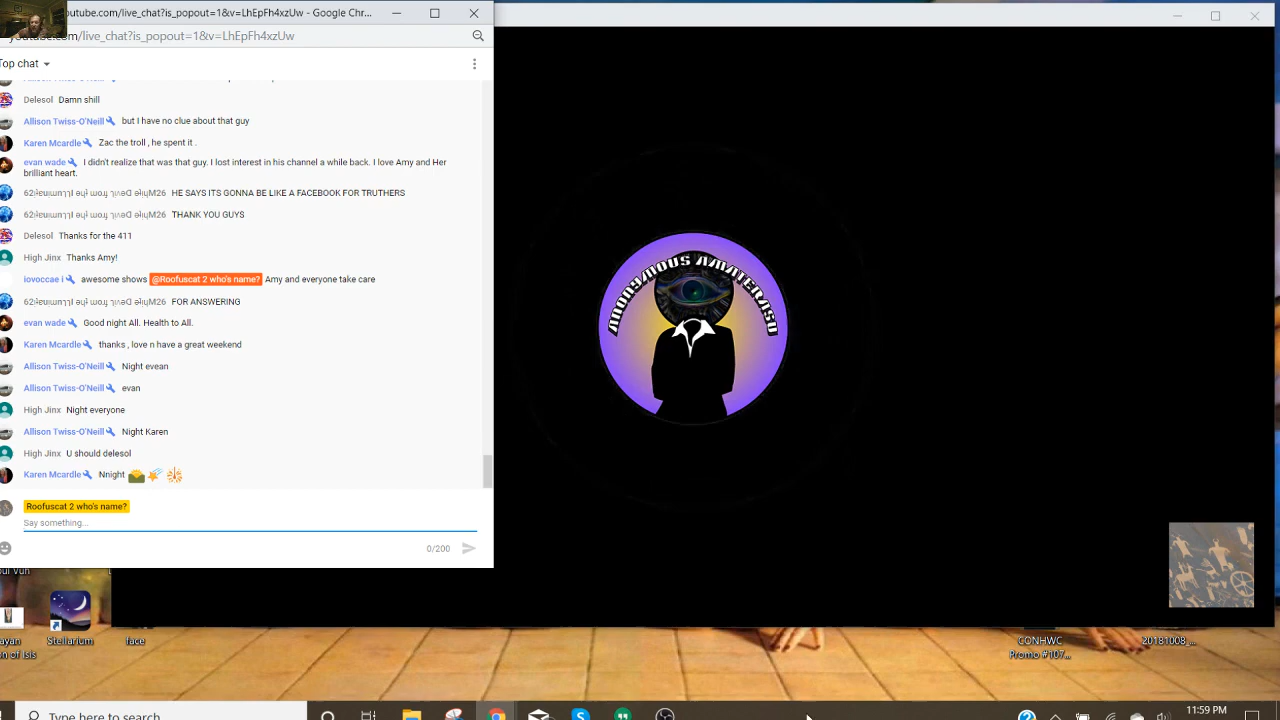 youtube.com/live_chat?is_popout=1&v=LhEpFh4xzUw - Google Chr...
youtube.com/live_chat?is_popout=1&v=LhEpFh4xzUw
Top chat
Delesol Damn shill
Allison Twiss-O'Neill but I have no clue about that guy
Karen Mcardle Zac the troll , he spent it .
evan wade I didn't realize that was that guy. I lost interest in his channel a while back. I love Amy and Her
brilliant heart.
HE SAYS ITS GONNA BE LIKE A FACEBOOK FOR TRUTHERS
THANK YOU GUYS
Delesol Thanks for the 411
High Jinx Thanks Amy!
iovoccae i awesome shows @Roofuscat 2 who's name? Amy and everyone take care
FOR ANSWERING
evan wade Good night All. Health to All.
Karen Mcardle thanks , love n have a great weekend
Allison Twiss-O'Neill Night evean
Allison Twiss-O'Neill evan
High Jinx Night everyone
Allison Twiss-O'Neill Night Karen
High Jinx U should delesol
Karen Mcardle Nnight
Roofuscat 2 who's name?
Say something...
0/200
ANONYMOUS AMATERASU
Stellarium
face
on of Isis
CONHWC
Promo #107...
20181008_...
Type here to search
11:59 PM